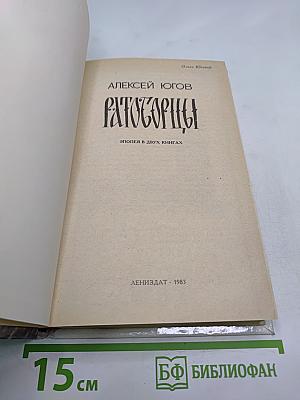 АЛЕКСЕЙ ЮГОВ
РАТОБОРЦЫ
ЭПОПЕЯ В ДВУХ КНИГАХ
ЛЕНИЗДАТ · 1983
15 см
БФ БИБЛИОФАН